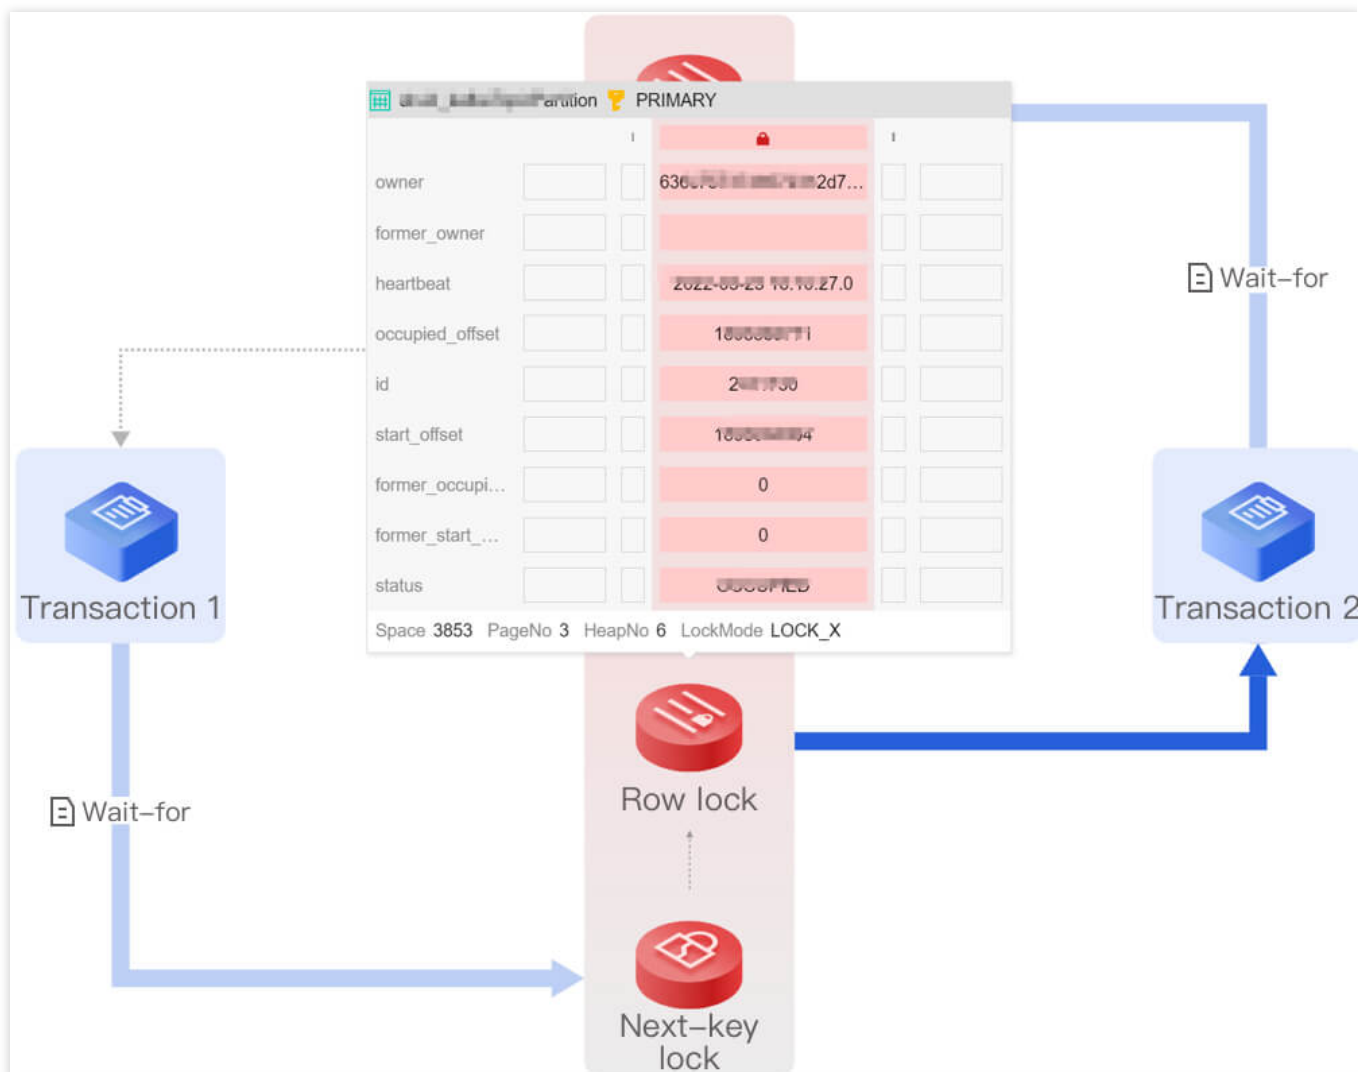 PRIMARY
owner
former_owner
heartbeat
occupied_offset
id
start_offset
former_occupi...
0
former_start_...
0
status
Space 3853 PageNo 3 HeapNo 6 LockMode LOCK_X
Wait-for
Transaction 1
Transaction 2
Row lock
Wait-for
Next-key
lock